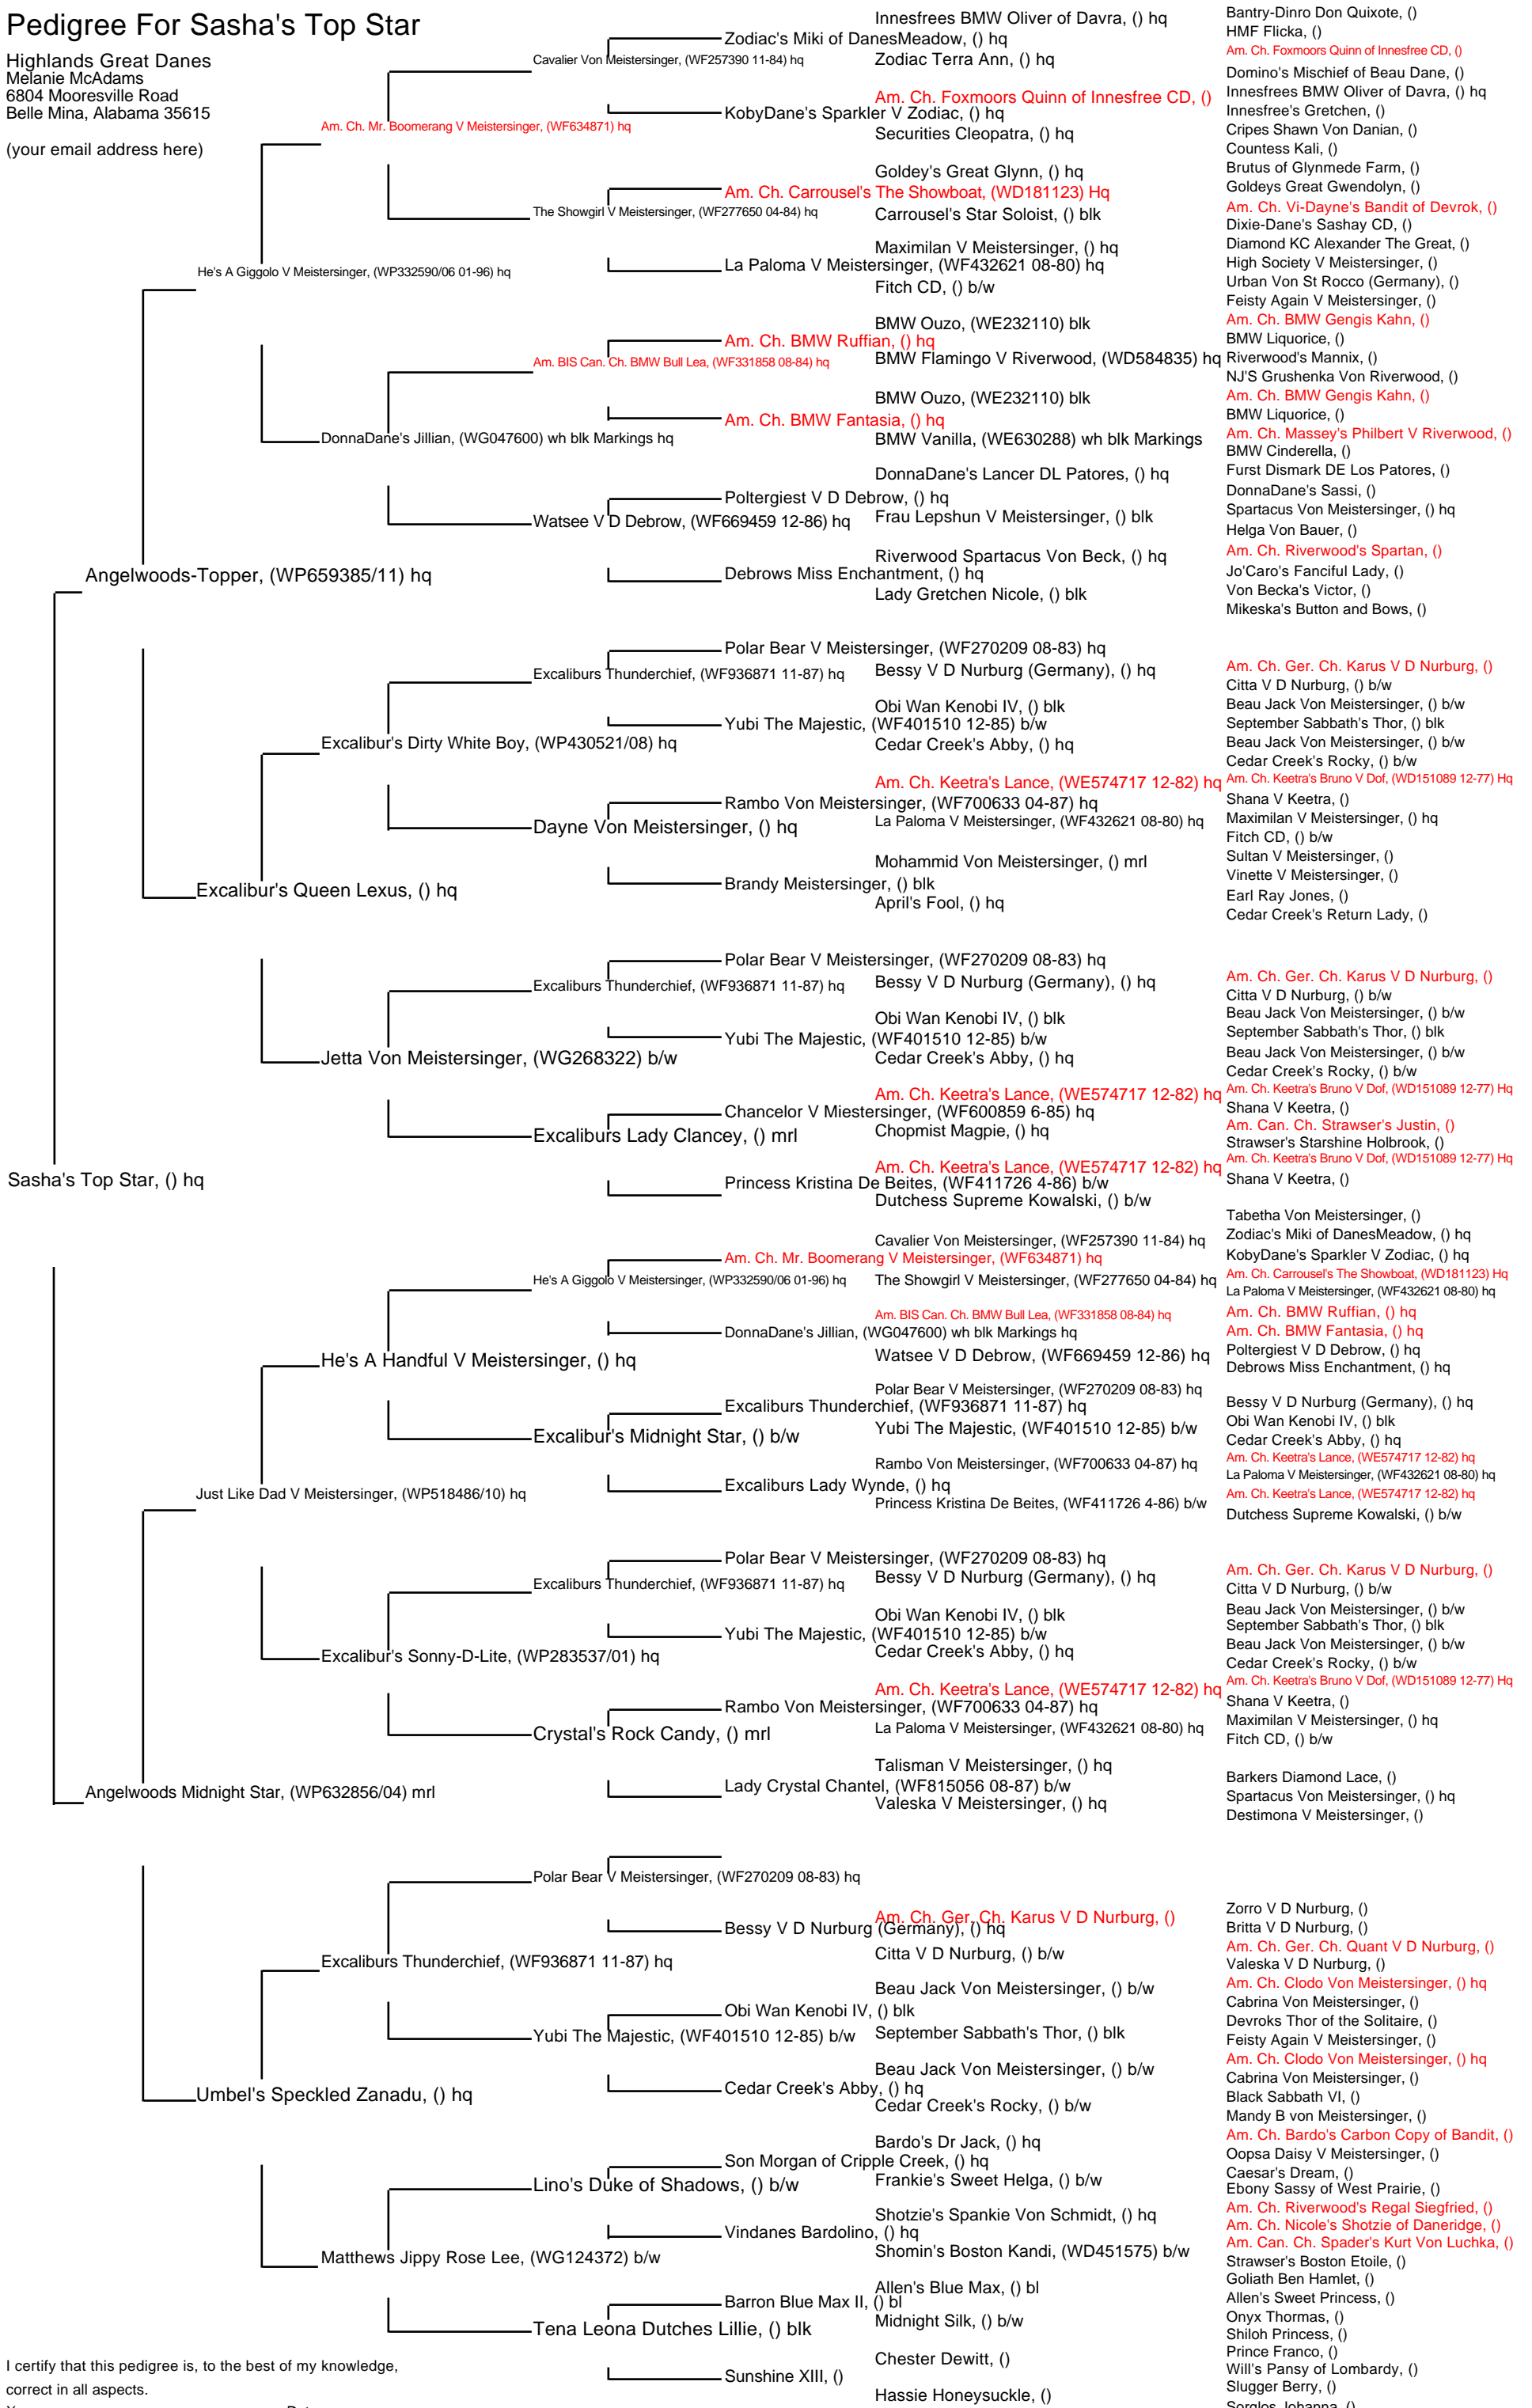 Pedigree For Sasha's Top Star
Highlands Great Danes
Melanie McAdams
6804 Mooresville Road
Belle Mina, Alabama 35615
(your email address here)
Sasha's Top Star, () hq
Angelwoods-Topper, (WP659385/11) hq
Angelwoods Midnight Star, (WP632856/04) mrl
He's A Giggolo V Meistersinger, (WP332590/06 01-96) hq
Excalibur's Queen Lexus, () hq
Just Like Dad V Meistersinger, (WP518486/10) hq
Umbel's Speckled Zanadu, () hq
Am. Ch. Mr. Boomerang V Meistersinger, (WF634871) hq
DonnaDane's Jillian, (WG047600) wh blk Markings hq
Excalibur's Dirty White Boy, (WP430521/08) hq
Jetta Von Meistersinger, (WG268322) b/w
He's A Handful V Meistersinger, () hq
Excalibur's Sonny-D-Lite, (WP283537/01) hq
Excaliburs Thunderchief, (WF936871 11-87) hq
Matthews Jippy Rose Lee, (WG124372) b/w
Cavalier Von Meistersinger, (WF257390 11-84) hq
The Showgirl V Meistersinger, (WF277650 04-84) hq
Am. BIS Can. Ch. BMW Bull Lea, (WF331858 08-84) hq
Watsee V D Debrow, (WF669459 12-86) hq
Excaliburs Thunderchief, (WF936871 11-87) hq
Dayne Von Meistersinger, () hq
Excaliburs Thunderchief, (WF936871 11-87) hq
Excaliburs Lady Clancey, () mrl
He's A Giggolo V Meistersinger, (WP332590/06 01-96) hq
Excalibur's Midnight Star, () b/w
Excaliburs Thunderchief, (WF936871 11-87) hq
Crystal's Rock Candy, () mrl
Polar Bear V Meistersinger, (WF270209 08-83) hq
Yubi The Majestic, (WF401510 12-85) b/w
Lino's Duke of Shadows, () b/w
Tena Leona Dutches Lillie, () blk
Zodiac's Miki of DanesMeadow, () hq
KobyDane's Sparkler V Zodiac, () hq
Am. Ch. Carrousel's The Showboat, (WD181123) Hq
La Paloma V Meistersinger, (WF432621 08-80) hq
Am. Ch. BMW Ruffian, () hq
Am. Ch. BMW Fantasia, () hq
Poltergiest V D Debrow, () hq
Debrows Miss Enchantment, () hq
Polar Bear V Meistersinger, (WF270209 08-83) hq
Yubi The Majestic, (WF401510 12-85) b/w
Rambo Von Meistersinger, (WF700633 04-87) hq
Brandy Meistersinger, () blk
Polar Bear V Meistersinger, (WF270209 08-83) hq
Yubi The Majestic, (WF401510 12-85) b/w
Chancelor V Miestersinger, (WF600859 6-85) hq
Princess Kristina De Beites, (WF411726 4-86) b/w
Am. Ch. Mr. Boomerang V Meistersinger, (WF634871) hq
DonnaDane's Jillian, (WG047600) wh blk Markings hq
Excaliburs Thunderchief, (WF936871 11-87) hq
Excaliburs Lady Wynde, () hq
Polar Bear V Meistersinger, (WF270209 08-83) hq
Yubi The Majestic, (WF401510 12-85) b/w
Rambo Von Meistersinger, (WF700633 04-87) hq
Lady Crystal Chantel, (WF815056 08-87) b/w
Bessy V D Nurburg (Germany), () hq
Obi Wan Kenobi IV, () blk
Cedar Creek's Abby, () hq
Son Morgan of Cripple Creek, () hq
Vindanes Bardolino, () hq
Barron Blue Max II, () bl
Sunshine XIII, ()
Innesfrees BMW Oliver of Davra, () hq
Zodiac Terra Ann, () hq
Am. Ch. Foxmoors Quinn of Innesfree CD, ()
Securities Cleopatra, () hq
Goldey's Great Glynn, () hq
Carrousel's Star Soloist, () blk
Maximilan V Meistersinger, () hq
Fitch CD, () b/w
BMW Ouzo, (WE232110) blk
BMW Flamingo V Riverwood, (WD584835) hq
BMW Ouzo, (WE232110) blk
BMW Vanilla, (WE630288) wh blk Markings
DonnaDane's Lancer DL Patores, () hq
Frau Lepshun V Meistersinger, () blk
Riverwood Spartacus Von Beck, () hq
Lady Gretchen Nicole, () blk
Bessy V D Nurburg (Germany), () hq
Obi Wan Kenobi IV, () blk
Cedar Creek's Abby, () hq
Am. Ch. Keetra's Lance, (WE574717 12-82) hq
La Paloma V Meistersinger, (WF432621 08-80) hq
Mohammid Von Meistersinger, () mrl
April's Fool, () hq
Bessy V D Nurburg (Germany), () hq
Obi Wan Kenobi IV, () blk
Cedar Creek's Abby, () hq
Am. Ch. Keetra's Lance, (WE574717 12-82) hq
Chopmist Magpie, () hq
Am. Ch. Keetra's Lance, (WE574717 12-82) hq
Dutchess Supreme Kowalski, () b/w
Cavalier Von Meistersinger, (WF257390 11-84) hq
The Showgirl V Meistersinger, (WF277650 04-84) hq
Am. BIS Can. Ch. BMW Bull Lea, (WF331858 08-84) hq
Watsee V D Debrow, (WF669459 12-86) hq
Polar Bear V Meistersinger, (WF270209 08-83) hq
Yubi The Majestic, (WF401510 12-85) b/w
Rambo Von Meistersinger, (WF700633 04-87) hq
Princess Kristina De Beites, (WF411726 4-86) b/w
Bessy V D Nurburg (Germany), () hq
Obi Wan Kenobi IV, () blk
Cedar Creek's Abby, () hq
Am. Ch. Keetra's Lance, (WE574717 12-82) hq
La Paloma V Meistersinger, (WF432621 08-80) hq
Talisman V Meistersinger, () hq
Valeska V Meistersinger, () hq
Am. Ch. Ger. Ch. Karus V D Nurburg, ()
Citta V D Nurburg, () b/w
Beau Jack Von Meistersinger, () b/w
September Sabbath's Thor, () blk
Beau Jack Von Meistersinger, () b/w
Cedar Creek's Rocky, () b/w
Bardo's Dr Jack, () hq
Frankie's Sweet Helga, () b/w
Shotzie's Spankie Von Schmidt, () hq
Shomin's Boston Kandi, (WD451575) b/w
Allen's Blue Max, () bl
Midnight Silk, () b/w
Chester Dewitt, ()
Hassie Honeysuckle, ()
Bantry-Dinro Don Quixote, ()
HMF Flicka, ()
Am. Ch. Foxmoors Quinn of Innesfree CD, ()
Domino's Mischief of Beau Dane, ()
Innesfrees BMW Oliver of Davra, () hq
Innesfree's Gretchen, ()
Cripes Shawn Von Danian, ()
Countess Kali, ()
Brutus of Glynmede Farm, ()
Goldeys Great Gwendolyn, ()
Am. Ch. Vi-Dayne's Bandit of Devrok, ()
Dixie-Dane's Sashay CD, ()
Diamond KC Alexander The Great, ()
High Society V Meistersinger, ()
Urban Von St Rocco (Germany), ()
Feisty Again V Meistersinger, ()
Am. Ch. BMW Gengis Kahn, ()
BMW Liquorice, ()
Riverwood's Mannix, ()
NJ'S Grushenka Von Riverwood, ()
Am. Ch. BMW Gengis Kahn, ()
BMW Liquorice, ()
Am. Ch. Massey's Philbert V Riverwood, ()
BMW Cinderella, ()
Furst Dismark DE Los Patores, ()
DonnaDane's Sassi, ()
Spartacus Von Meistersinger, () hq
Helga Von Bauer, ()
Am. Ch. Riverwood's Spartan, ()
Jo'Caro's Fanciful Lady, ()
Von Becka's Victor, ()
Mikeska's Button and Bows, ()
Am. Ch. Ger. Ch. Karus V D Nurburg, ()
Citta V D Nurburg, () b/w
Beau Jack Von Meistersinger, () b/w
September Sabbath's Thor, () blk
Beau Jack Von Meistersinger, () b/w
Cedar Creek's Rocky, () b/w
Am. Ch. Keetra's Bruno V Dof, (WD151089 12-77) Hq
Shana V Keetra, ()
Maximilan V Meistersinger, () hq
Fitch CD, () b/w
Sultan V Meistersinger, ()
Vinette V Meistersinger, ()
Earl Ray Jones, ()
Cedar Creek's Return Lady, ()
Am. Ch. Ger. Ch. Karus V D Nurburg, ()
Citta V D Nurburg, () b/w
Beau Jack Von Meistersinger, () b/w
September Sabbath's Thor, () blk
Beau Jack Von Meistersinger, () b/w
Cedar Creek's Rocky, () b/w
Am. Ch. Keetra's Bruno V Dof, (WD151089 12-77) Hq
Shana V Keetra, ()
Am. Can. Ch. Strawser's Justin, ()
Strawser's Starshine Holbrook, ()
Am. Ch. Keetra's Bruno V Dof, (WD151089 12-77) Hq
Shana V Keetra, ()
Tabetha Von Meistersinger, ()
Zodiac's Miki of DanesMeadow, () hq
KobyDane's Sparkler V Zodiac, () hq
Am. Ch. Carrousel's The Showboat, (WD181123) Hq
La Paloma V Meistersinger, (WF432621 08-80) hq
Am. Ch. BMW Ruffian, () hq
Am. Ch. BMW Fantasia, () hq
Poltergiest V D Debrow, () hq
Debrows Miss Enchantment, () hq
Bessy V D Nurburg (Germany), () hq
Obi Wan Kenobi IV, () blk
Cedar Creek's Abby, () hq
Am. Ch. Keetra's Lance, (WE574717 12-82) hq
La Paloma V Meistersinger, (WF432621 08-80) hq
Am. Ch. Keetra's Lance, (WE574717 12-82) hq
Dutchess Supreme Kowalski, () b/w
Am. Ch. Ger. Ch. Karus V D Nurburg, ()
Citta V D Nurburg, () b/w
Beau Jack Von Meistersinger, () b/w
September Sabbath's Thor, () blk
Beau Jack Von Meistersinger, () b/w
Cedar Creek's Rocky, () b/w
Am. Ch. Keetra's Bruno V Dof, (WD151089 12-77) Hq
Shana V Keetra, ()
Maximilan V Meistersinger, () hq
Fitch CD, () b/w
Barkers Diamond Lace, ()
Spartacus Von Meistersinger, () hq
Destimona V Meistersinger, ()
Zorro V D Nurburg, ()
Britta V D Nurburg, ()
Am. Ch. Ger. Ch. Quant V D Nurburg, ()
Valeska V D Nurburg, ()
Am. Ch. Clodo Von Meistersinger, () hq
Cabrina Von Meistersinger, ()
Devroks Thor of the Solitaire, ()
Feisty Again V Meistersinger, ()
Am. Ch. Clodo Von Meistersinger, () hq
Cabrina Von Meistersinger, ()
Black Sabbath VI, ()
Mandy B von Meistersinger, ()
Am. Ch. Bardo's Carbon Copy of Bandit, ()
Oopsa Daisy V Meistersinger, ()
Caesar's Dream, ()
Ebony Sassy of West Prairie, ()
Am. Ch. Riverwood's Regal Siegfried, ()
Am. Ch. Nicole's Shotzie of Daneridge, ()
Am. Can. Ch. Spader's Kurt Von Luchka, ()
Strawser's Boston Etoile, ()
Goliath Ben Hamlet, ()
Allen's Sweet Princess, ()
Onyx Thormas, ()
Shiloh Princess, ()
Prince Franco, ()
Will's Pansy of Lombardy, ()
Slugger Berry, ()
I certify that this pedigree is, to the best of my knowledge,
correct in all aspects.